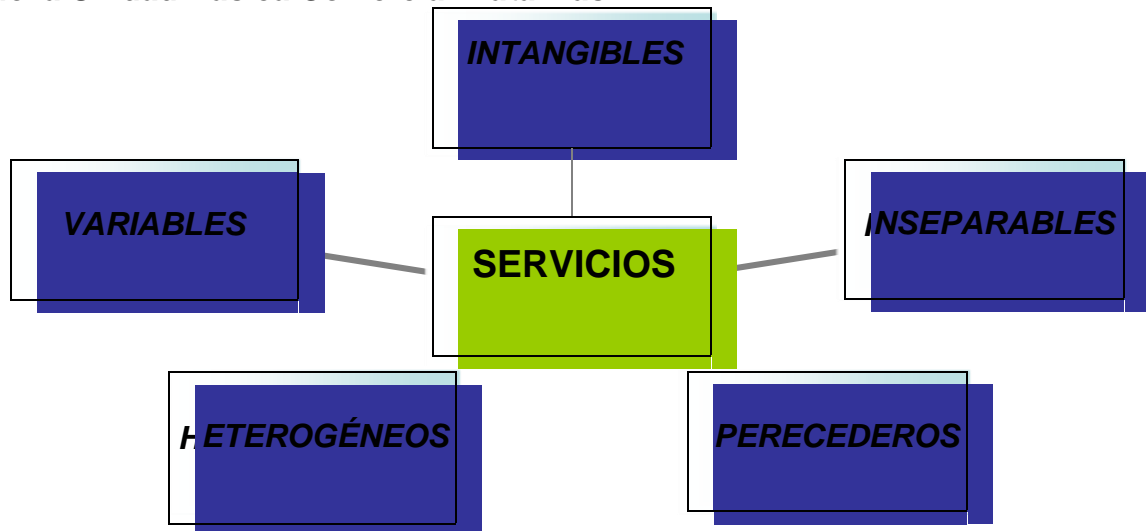 INTANGIBLES
VARIABLES
INSEPARABLES
SERVICIOS
HETEROGÉNEOS
PERECEDEROS